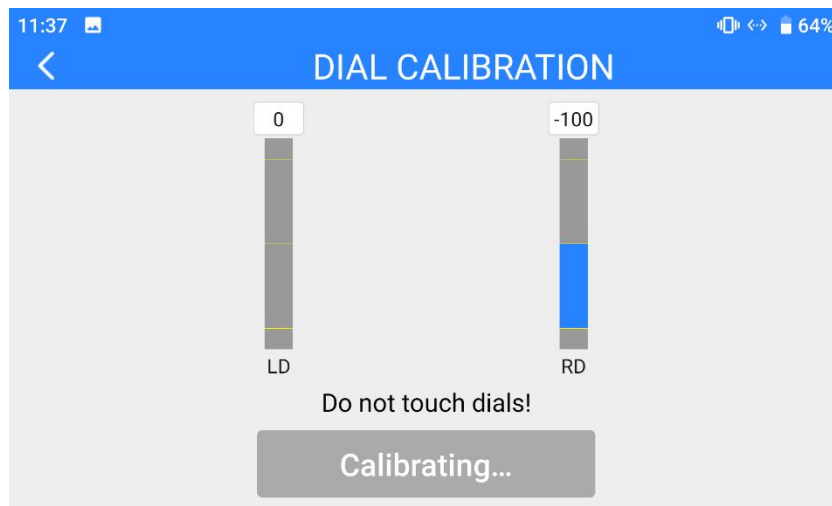 11:37 64%
DIAL CALIBRATION
0 -100
LD RD
Do not touch dials!
Calibrating...